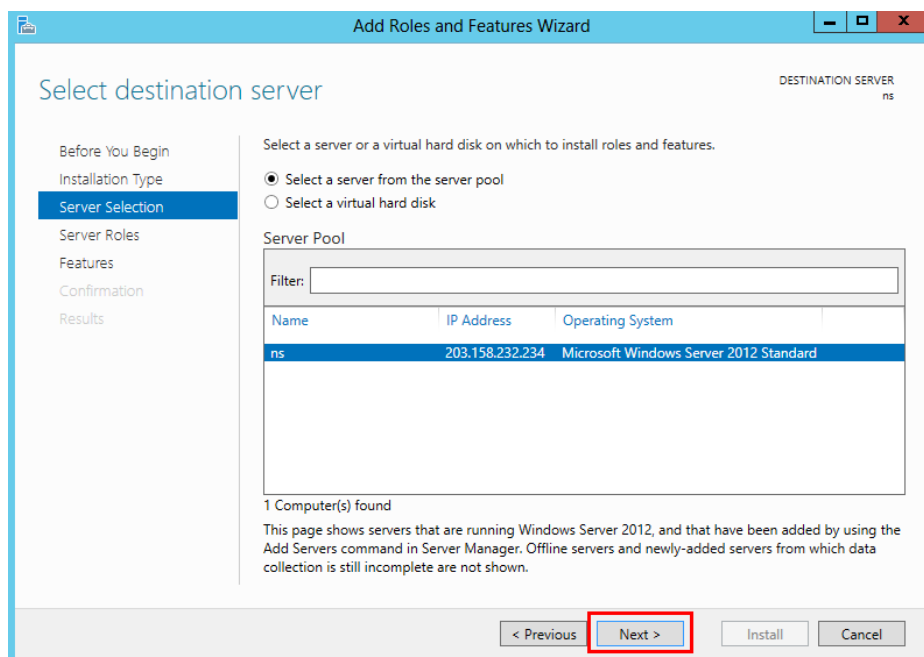 Add Roles and Features Wizard
Select destination server
DESTINATION SERVER
ns
Before You Begin
Installation Type
Server Selection
Server Roles
Features
Confirmation
Results
Select a server or a virtual hard disk on which to install roles and features.
Select a server from the server pool
Select a virtual hard disk
Server Pool
Filter:
Name IP Address Operating System
ns 203.158.232.234 Microsoft Windows Server 2012 Standard
1 Computer(s) found
This page shows servers that are running Windows Server 2012, and that have been added by using the
Add Servers command in Server Manager. Offline servers and newly-added servers from which data
collection is still incomplete are not shown.
< Previous Next > Install Cancel